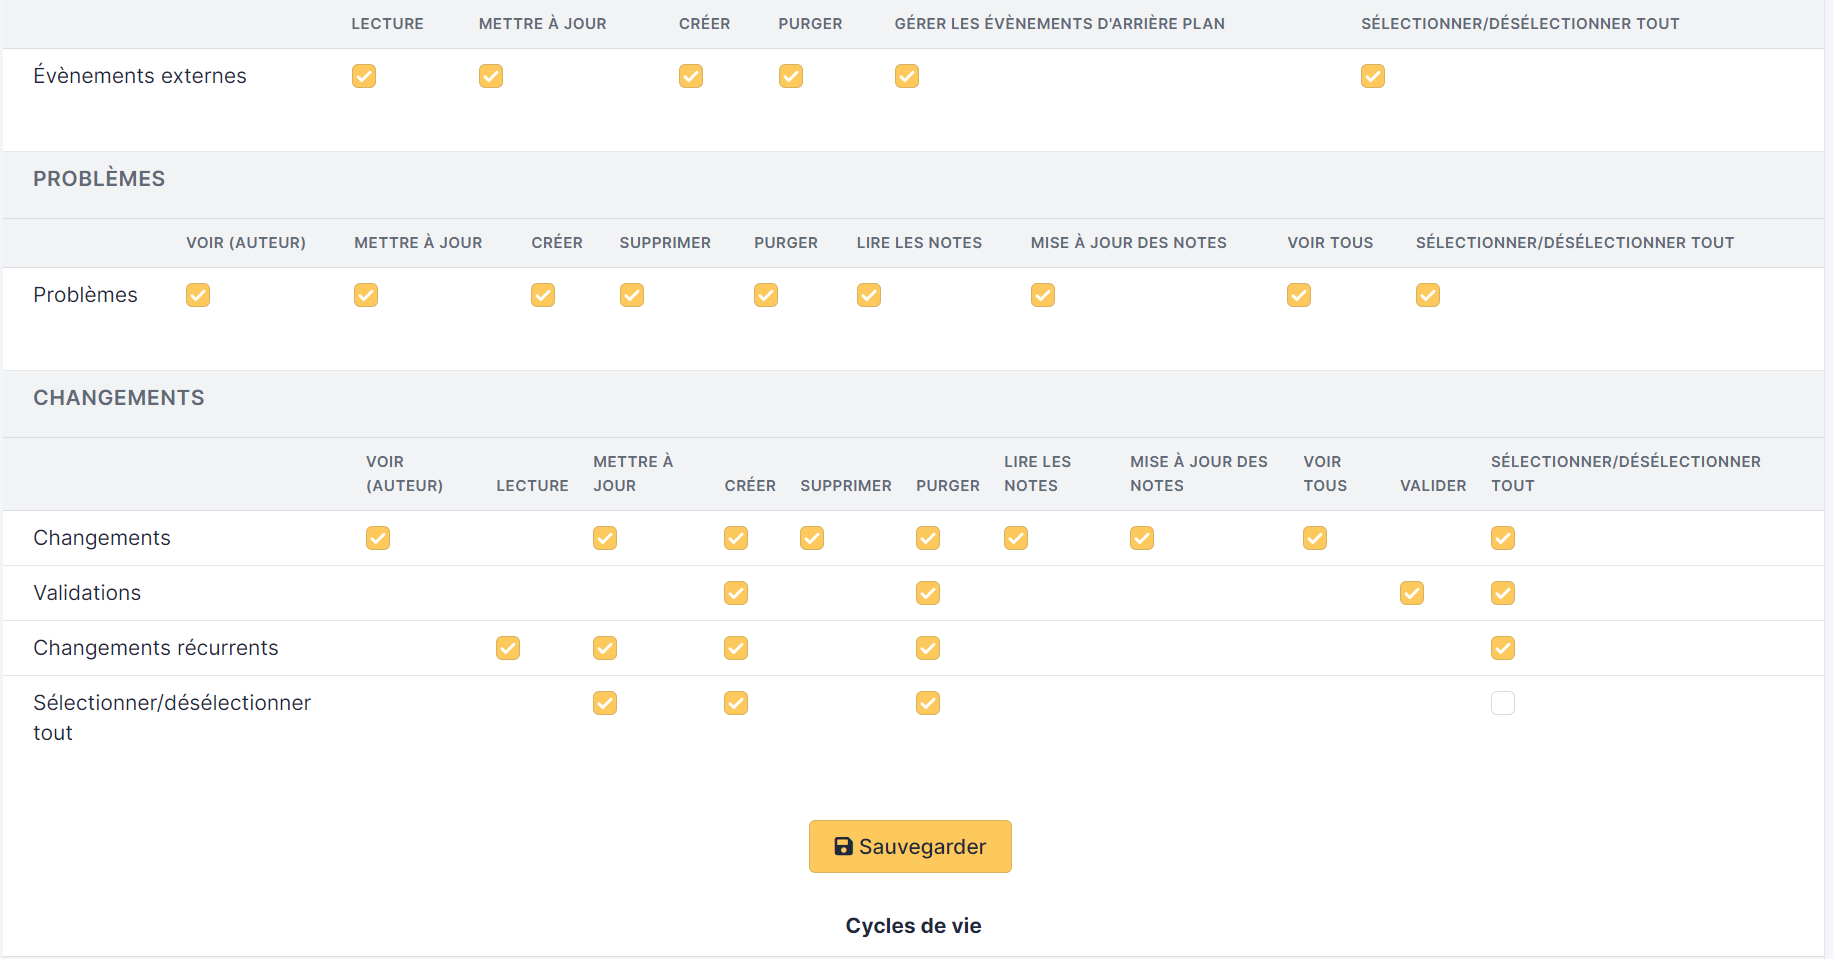 LECTURE METTRE À JOUR CRÉER PURGER GÉRER LES ÉVÈNEMENTS D'ARRIÈRE PLAN SÉLECTIONNER/DÉSÉLECTIONNER TOUT
Évènements externes
PROBLÈMES
VOIR (AUTEUR) METTRE À JOUR CRÉER SUPPRIMER PURGER LIRE LES NOTES MISE À JOUR DES NOTES VOIR TOUS SÉLECTIONNER/DÉSÉLECTIONNER TOUT
Problèmes
CHANGEMENTS
VOIR METTRE À LIRE LES MISE À JOUR DES VOIR SÉLECTIONNER/DÉSÉLECTIONNER
(AUTEUR) LECTURE JOUR CRÉER SUPPRIMER PURGER NOTES NOTES TOUS VALIDER TOUT
Changements
Validations
Changements récurrents
Sélectionner/désélectionner
tout
Sauvegarder
Cycles de vie